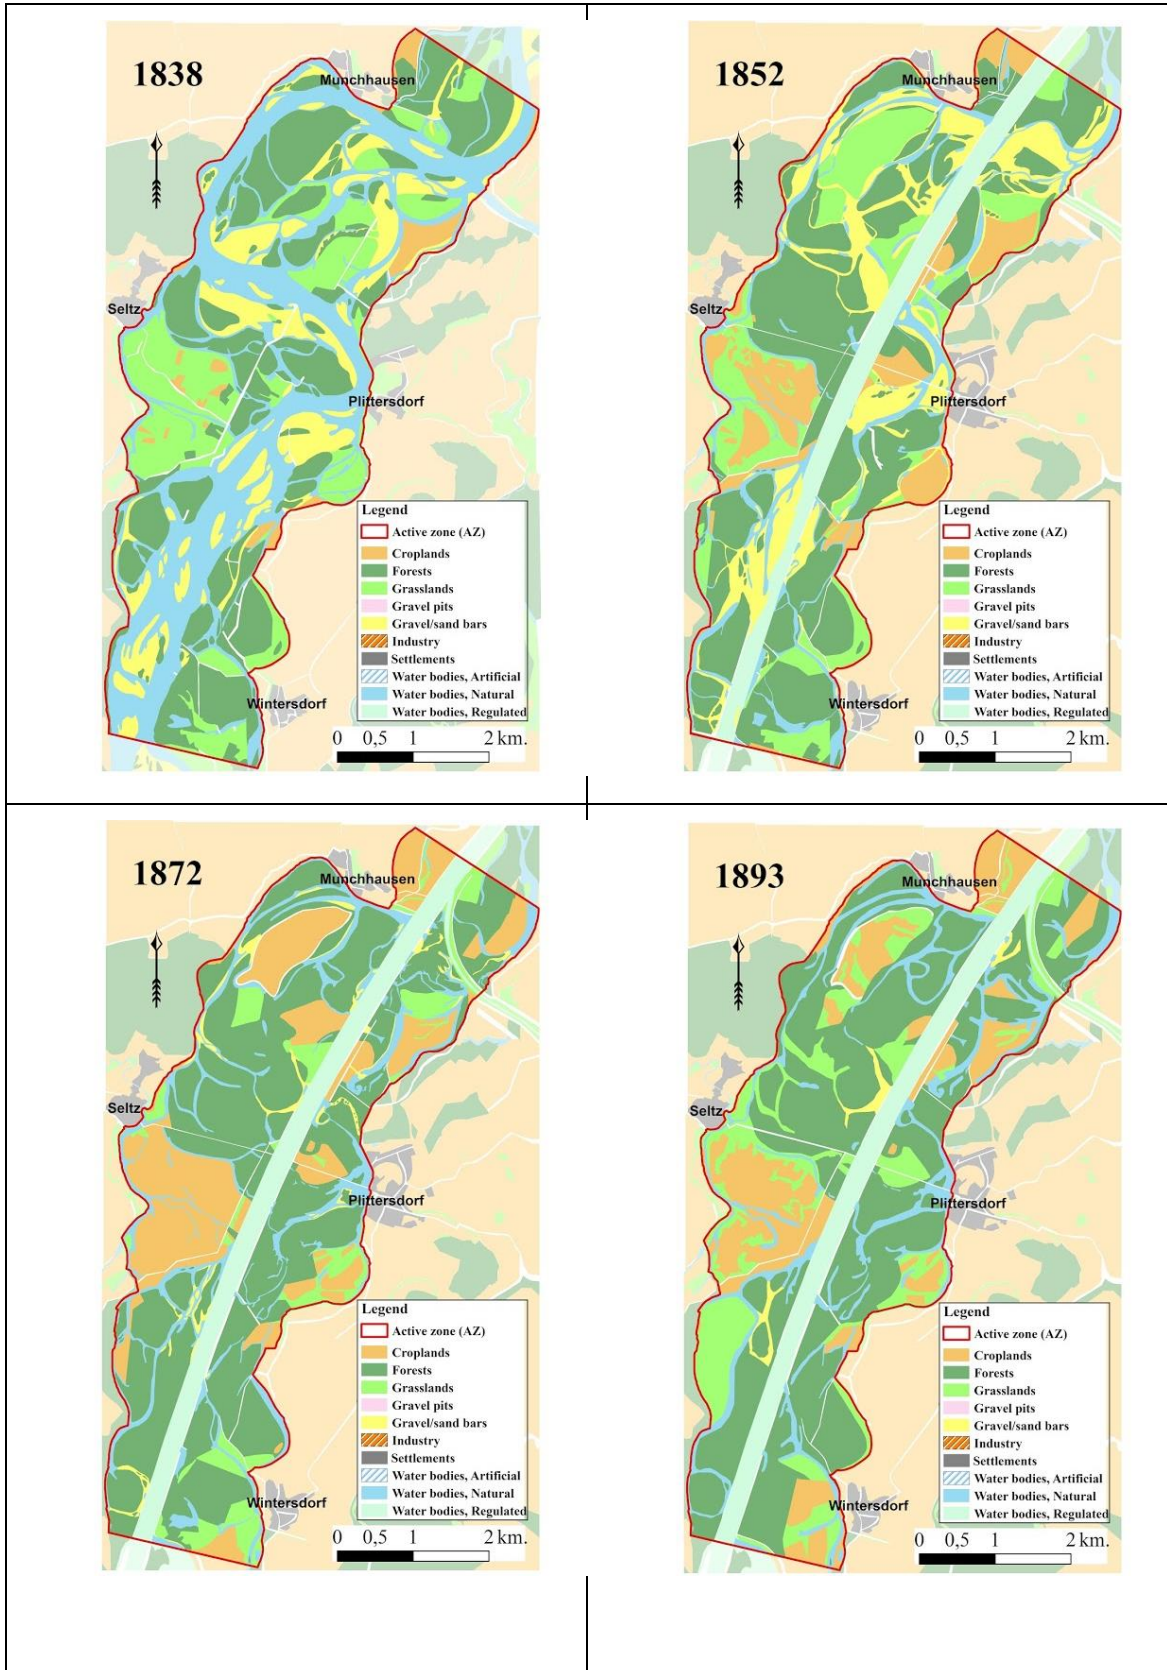 1838
Munchhausen
Seltz
Plittersdorf
Wintersdorf
Legend
Active zone (AZ)
Croplands
Forests
Grasslands
Gravel pits
Gravel/sand bars
Industry
Settlements
Water bodies, Artificial
Water bodies, Natural
Water bodies, Regulated
0 0,5 1 2 km.
1852
Munchhausen
Seltz
Plittersdorf
Wintersdorf
Legend
Active zone (AZ)
Croplands
Forests
Grasslands
Gravel pits
Gravel/sand bars
Industry
Settlements
Water bodies, Artificial
Water bodies, Natural
Water bodies, Regulated
0 0,5 1 2 km.
1872
Munchhausen
Seltz
Plittersdorf
Wintersdorf
Legend
Active zone (AZ)
Croplands
Forests
Grasslands
Gravel pits
Gravel/sand bars
Industry
Settlements
Water bodies, Artificial
Water bodies, Natural
Water bodies, Regulated
0 0,5 1 2 km.
1893
Munchhausen
Seltz
Plittersdorf
Wintersdorf
Legend
Active zone (AZ)
Croplands
Forests
Grasslands
Gravel pits
Gravel/sand bars
Industry
Settlements
Water bodies, Artificial
Water bodies, Natural
Water bodies, Regulated
0 0,5 1 2 km.